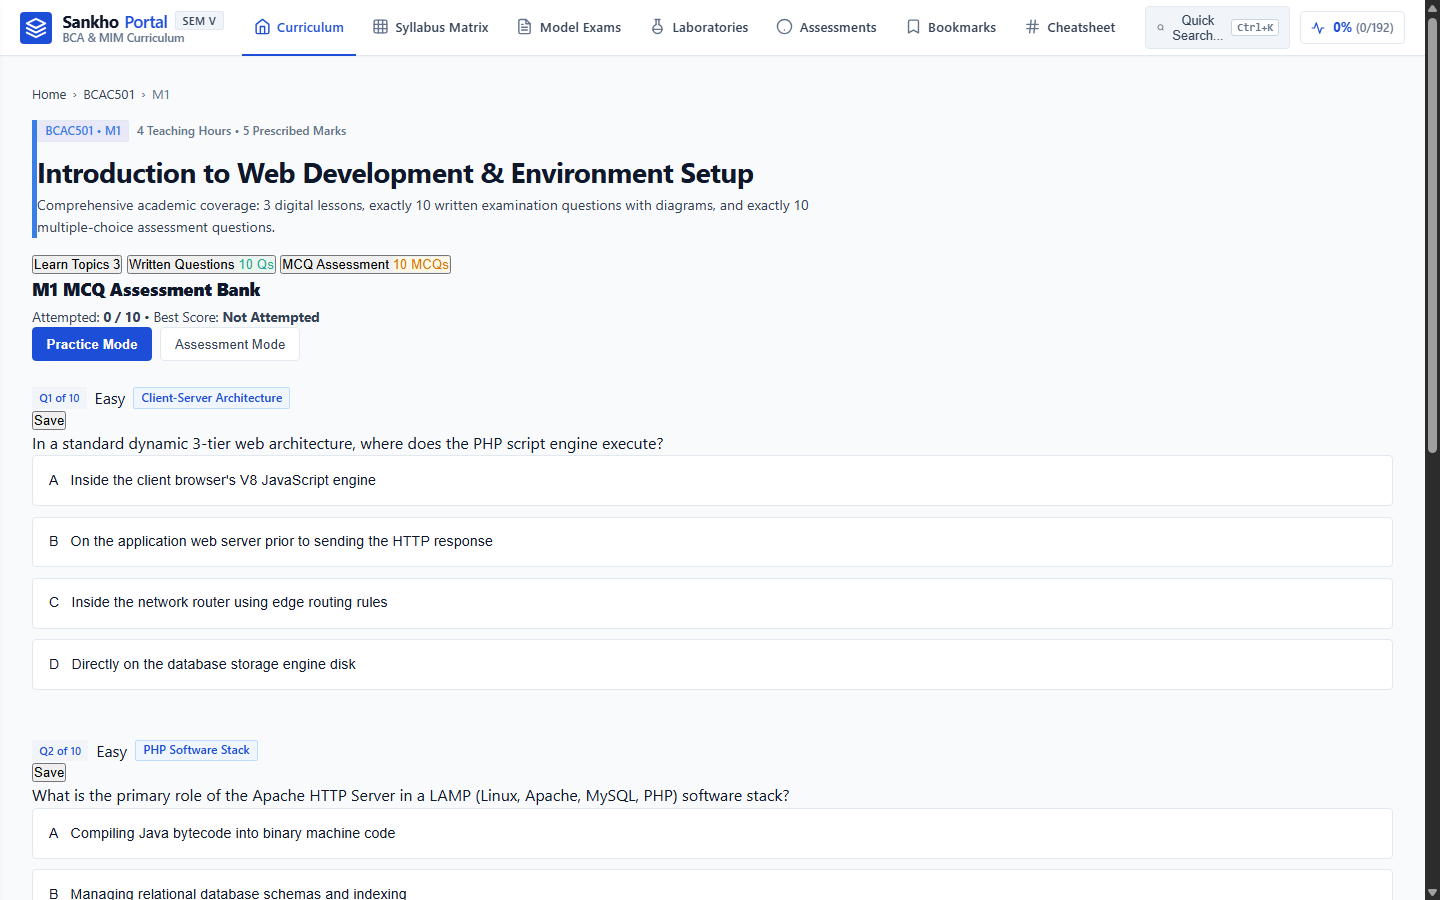 Sankho Portal SEM V
BCA & MIM Curriculum
Curriculum
Syllabus Matrix
Model Exams
Laboratories
Assessments
Bookmarks
Cheatsheet
Quick Search... Ctrl+K
0% (0/192)
Home › BCAC501 › M1
BCAC501 • M1 4 Teaching Hours • 5 Prescribed Marks
Introduction to Web Development & Environment Setup
Comprehensive academic coverage: 3 digital lessons, exactly 10 written examination questions with diagrams, and exactly 10
multiple-choice assessment questions.
Learn Topics 3 Written Questions 10 Qs MCQ Assessment 10 MCQs
M1 MCQ Assessment Bank
Attempted: 0 / 10 • Best Score: Not Attempted
Practice Mode Assessment Mode
Q1 of 10 Easy Client-Server Architecture
Save
In a standard dynamic 3-tier web architecture, where does the PHP script engine execute?
A Inside the client browser's V8 JavaScript engine
B On the application web server prior to sending the HTTP response
C Inside the network router using edge routing rules
D Directly on the database storage engine disk
Q2 of 10 Easy PHP Software Stack
Save
What is the primary role of the Apache HTTP Server in a LAMP (Linux, Apache, MySQL, PHP) software stack?
A Compiling Java bytecode into binary machine code
B Managing relational database schemas and indexing